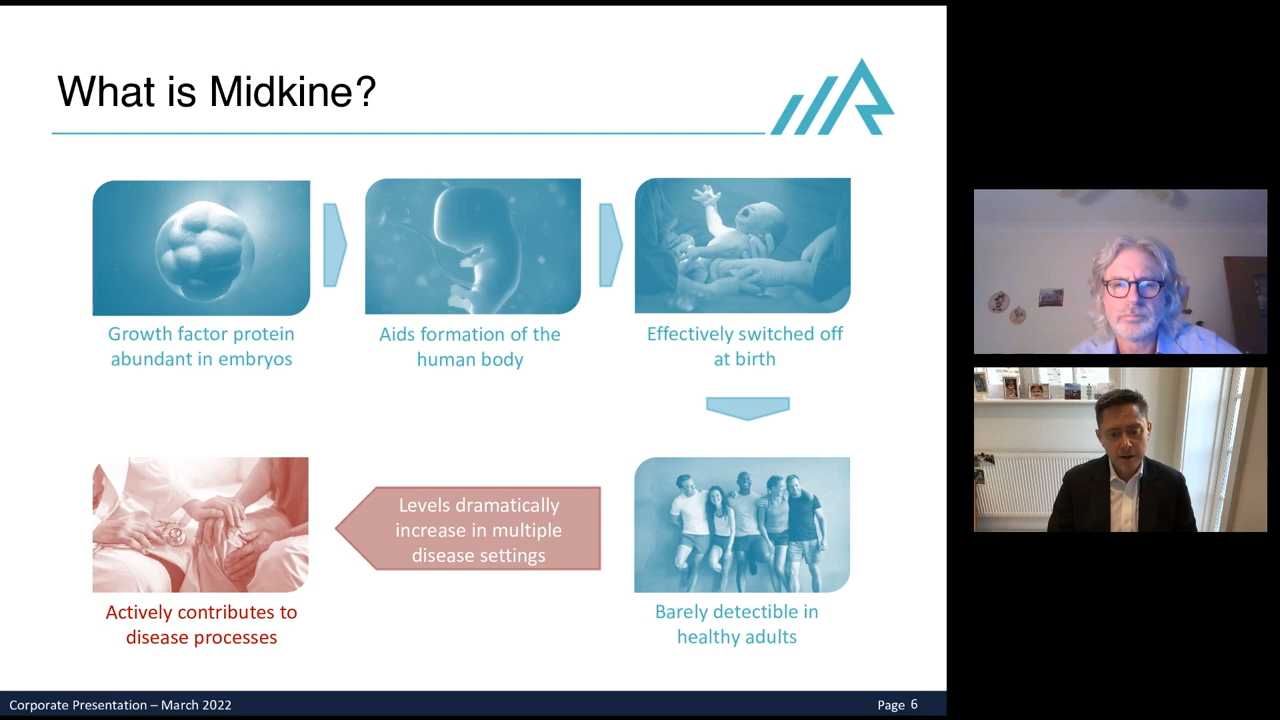 What is Midkine?
Growth factor protein
abundant in embryos
Aids formation of the
human body
Effectively switched off
at birth
Levels dramatically
increase in multiple
disease settings
Actively contributes to
disease processes
Barely detectible in
healthy adults
Corporate Presentation – March 2022
Page 6